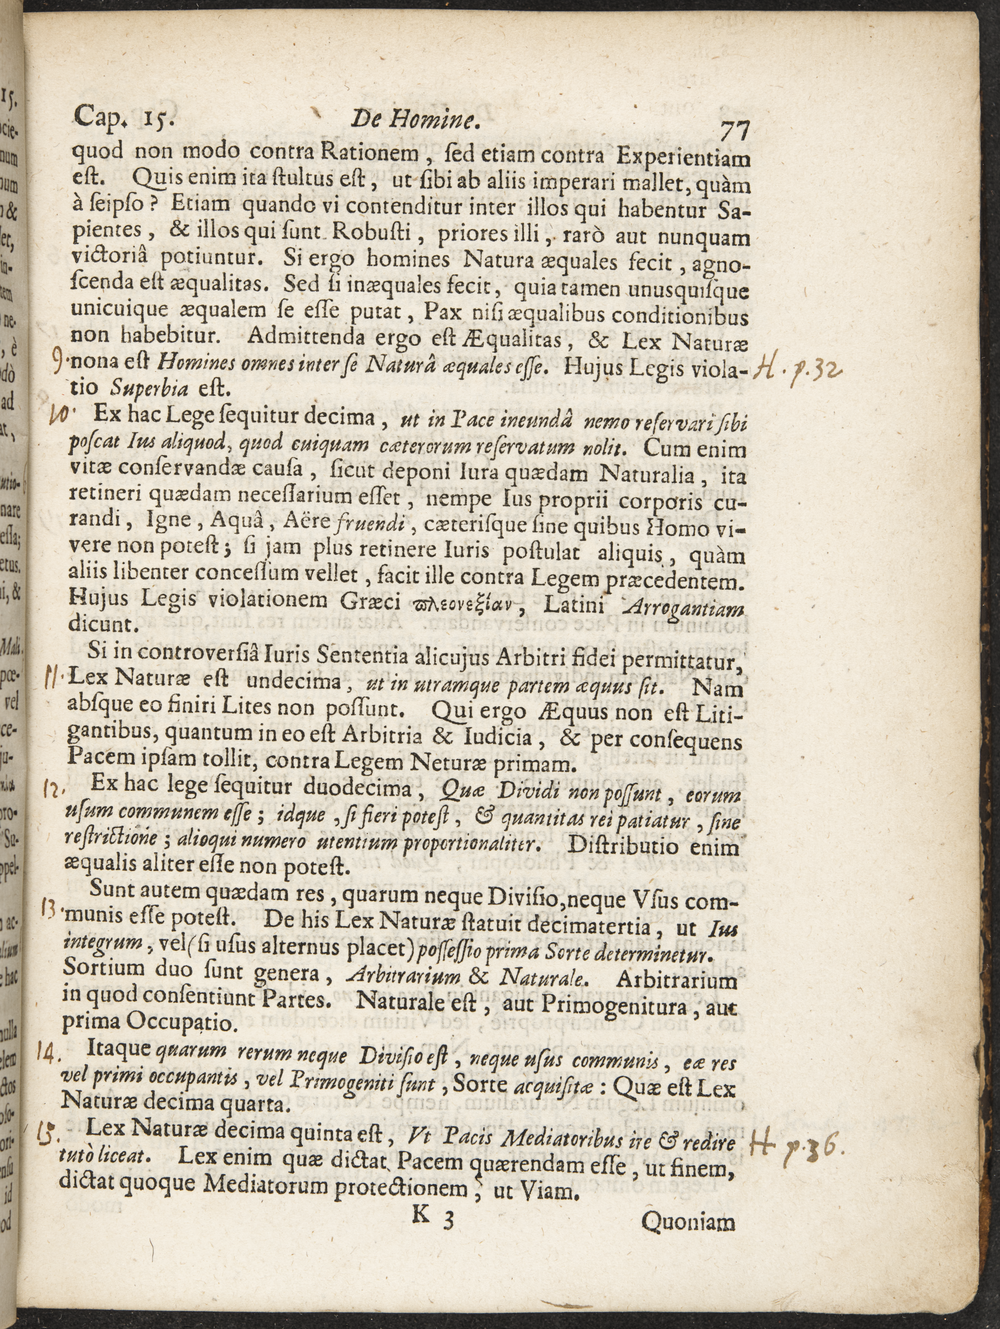 Cap. 15. De Homine. 77
quod non modo contra Rationem, sed etiam contra Experientiam
est. Quis enim ita stultus est, ut sibi ab aliis imperari mallet, quàm
à seipso? Etiam quando vi contenditur inter illos qui habentur Sa-
pientes, & illos qui sunt Robusti, priores illi, rarò aut nunquam
victoriâ potiuntur. Si ergo homines Natura æquales fecit, agno-
scenda est æqualitas. Sed si inæquales fecit, quia tamen unusquisque
unicuique æqualem se esse putat, Pax nisi æqualibus conditionibus
non habebitur. Admittenda ergo est Æqualitas, & Lex Naturæ
9. nona est Homines omnes inter se Naturâ æquales esse. Hujus Legis viola- H. p. 32
tio Superbia est.
10. Ex hac Lege sequitur decima, ut in Pace ineundâ nemo reservari sibi
poscat Ius aliquod, quod cuiquam cæterorum reservatum nolit. Cum enim
vitæ conservandæ causa, sicut deponi Iura quædam Naturalia, ita
retineri quædam necessarium esset, nempe Ius proprii corporis cu-
randi, Igne, Aquâ, Aëre fruendi, cæterisque sine quibus Homo vi-
vere non potest; si jam plus retinere Iuris postulat aliquis, quàm
aliis libenter concessum vellet, facit ille contra Legem præcedentem.
Hujus Legis violationem Græci ϖλεονεξίαν, Latini Arrogantiam
dicunt.
Si in controversiâ Iuris Sententia alicujus Arbitri fidei permittatur,
11. Lex Naturæ est undecima, ut in utramque partem æquus sit. Nam
absque eo finiri Lites non possunt. Qui ergo Æquus non est Liti-
gantibus, quantum in eo est Arbitria & Iudicia, & per consequens
Pacem ipsam tollit, contra Legem Neturæ primam.
12. Ex hac lege sequitur duodecima, Quæ Dividi non possunt, eorum
usum communem esse; idque, si fieri potest, & quantitas rei patiatur, sine
restrictione; alioqui numero utentium proportionaliter. Distributio enim
æqualis aliter esse non potest.
Sunt autem quædam res, quarum neque Divisio, neque Vsus com-
13. munis esse potest. De his Lex Naturæ statuit decimatertia, ut Ius
integrum, vel (si usus alternus placet) possessio prima Sorte determinetur.
Sortium duo sunt genera, Arbitrarium & Naturale. Arbitrarium
in quod consentiunt Partes. Naturale est, aut Primogenitura, aut
prima Occupatio.
14. Itaque quarum rerum neque Divisio est, neque usus communis, eæ res
vel primi occupantis, vel Primogeniti sunt, Sorte acquisitæ: Quæ est Lex
Naturæ decima quarta.
15. Lex Naturæ decima quinta est, Vt Pacis Mediatoribus ire & redire H p. 36.
tutò liceat. Lex enim quæ dictat Pacem quærendam esse, ut finem,
dictat quoque Mediatorum protectionem, ut Viam.
K 3 Quoniam